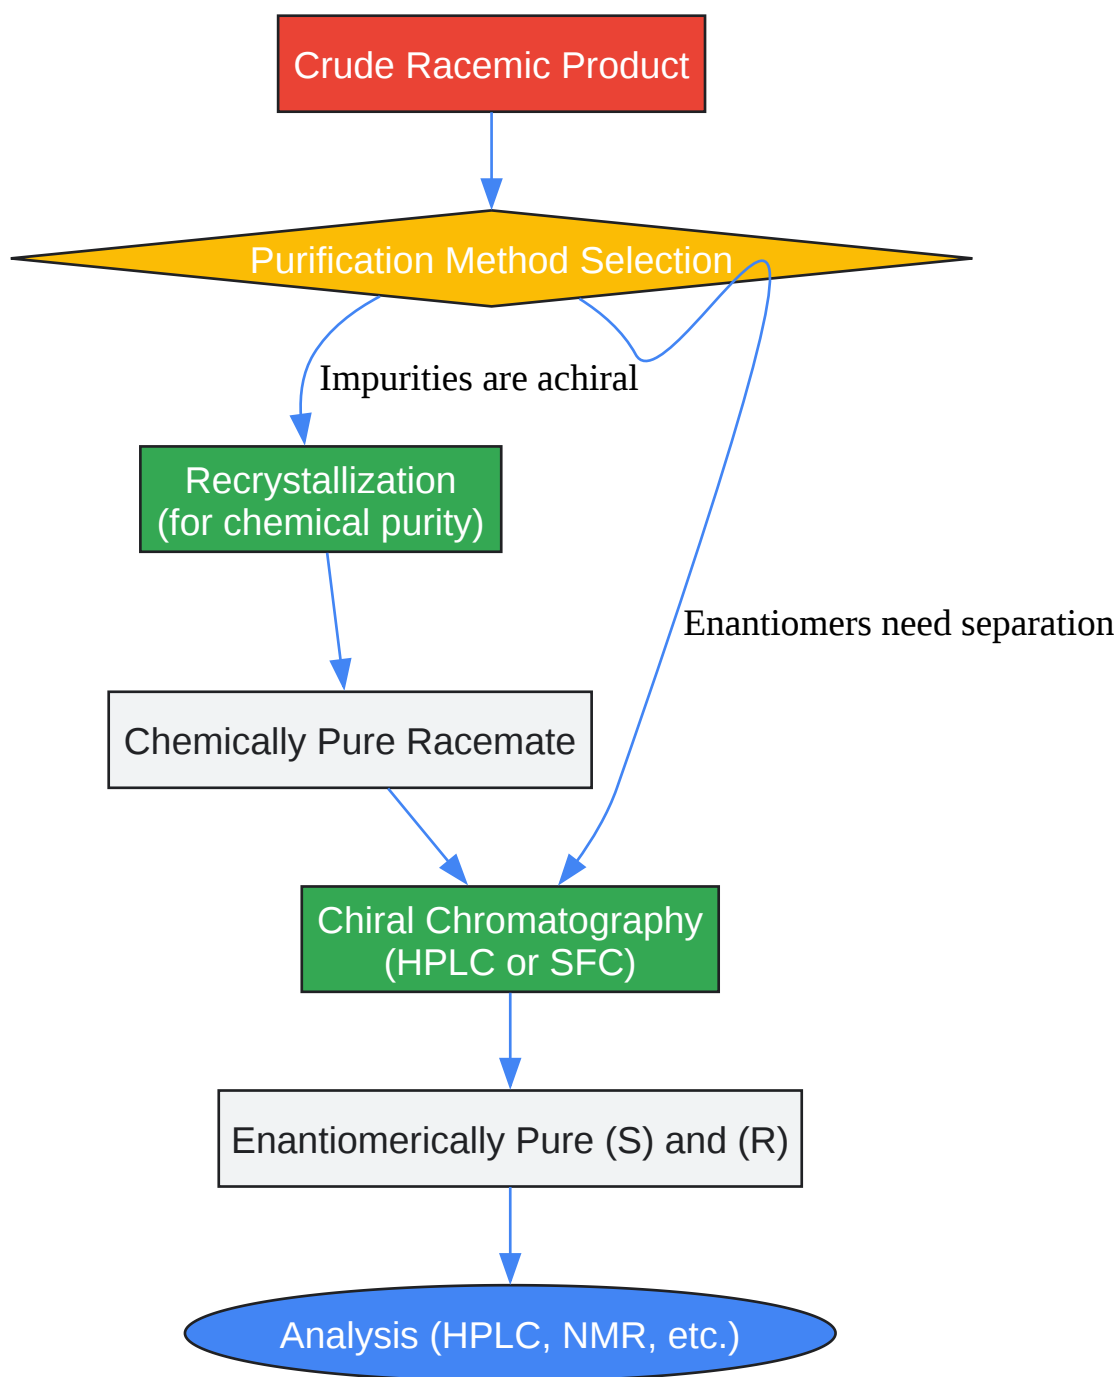 Crude Racemic Product
Purification Method Selection
Impurities are achiral
Recrystallization
(for chemical purity)
Enantiomers need separation
Chemically Pure Racemate
Chiral Chromatography
(HPLC or SFC)
Enantiomerically Pure (S) and (R)
Analysis (HPLC, NMR, etc.)